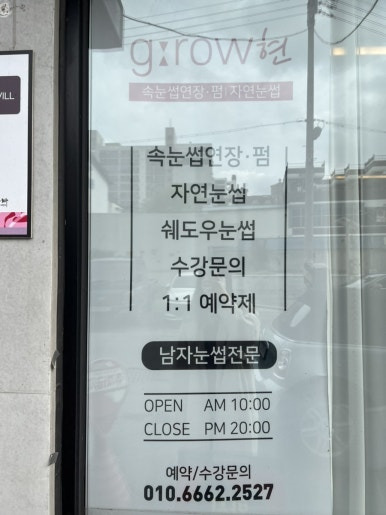 g:row현
속눈썹연장·펌|자연눈썹
VILL
속눈썹연장·펌
자연눈썹
쉐도우눈썹
수강문의
1:1 예약제
남자눈썹전문
OPEN AM 10:00
CLOSE PM 20:00
예약/수강문의
010.6662.2527